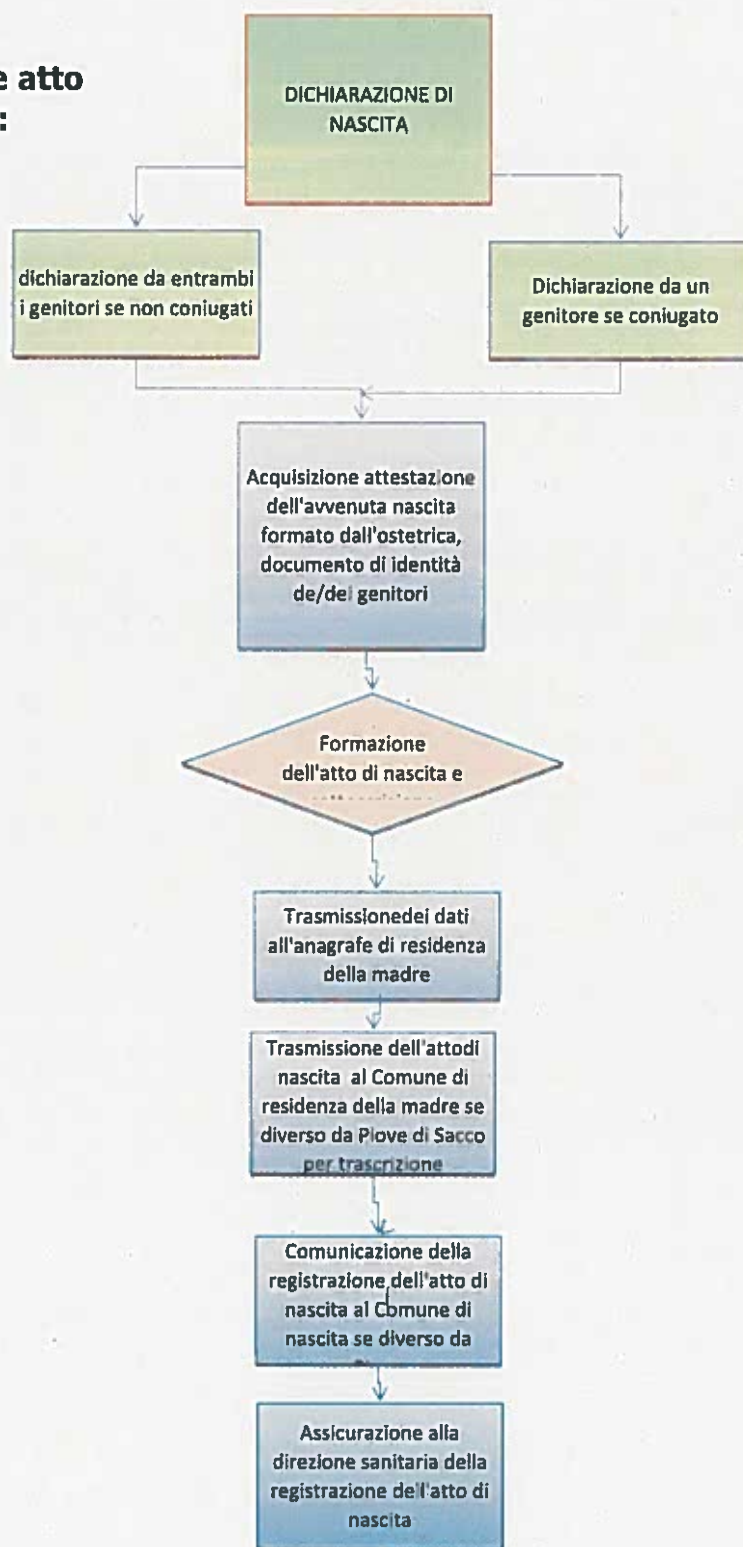 e atto
:
DICHIARAZIONE DI
NASCITA
dichiarazione da entrambi
i genitori se non coniugati
Dichiarazione da un
genitore se coniugato
Acquisizione attestazione
dell'avvenuta nascita
formato dall'ostetrica,
documento di identità
de/dei genitori
Formazione
dell'atto di nascita e
Trasmissionedei dati
all'anagrafe di residenza
della madre
Trasmissione dell'attodi
nascita al Comune di
residenza della madre se
diverso da Piove di Sacco
per trascrizione
Comunicazione della
registrazione dell'atto di
nascita al Comune di
nascita se diverso da
Assicurazione alla
direzione sanitaria della
registrazione dell'atto di
nascita